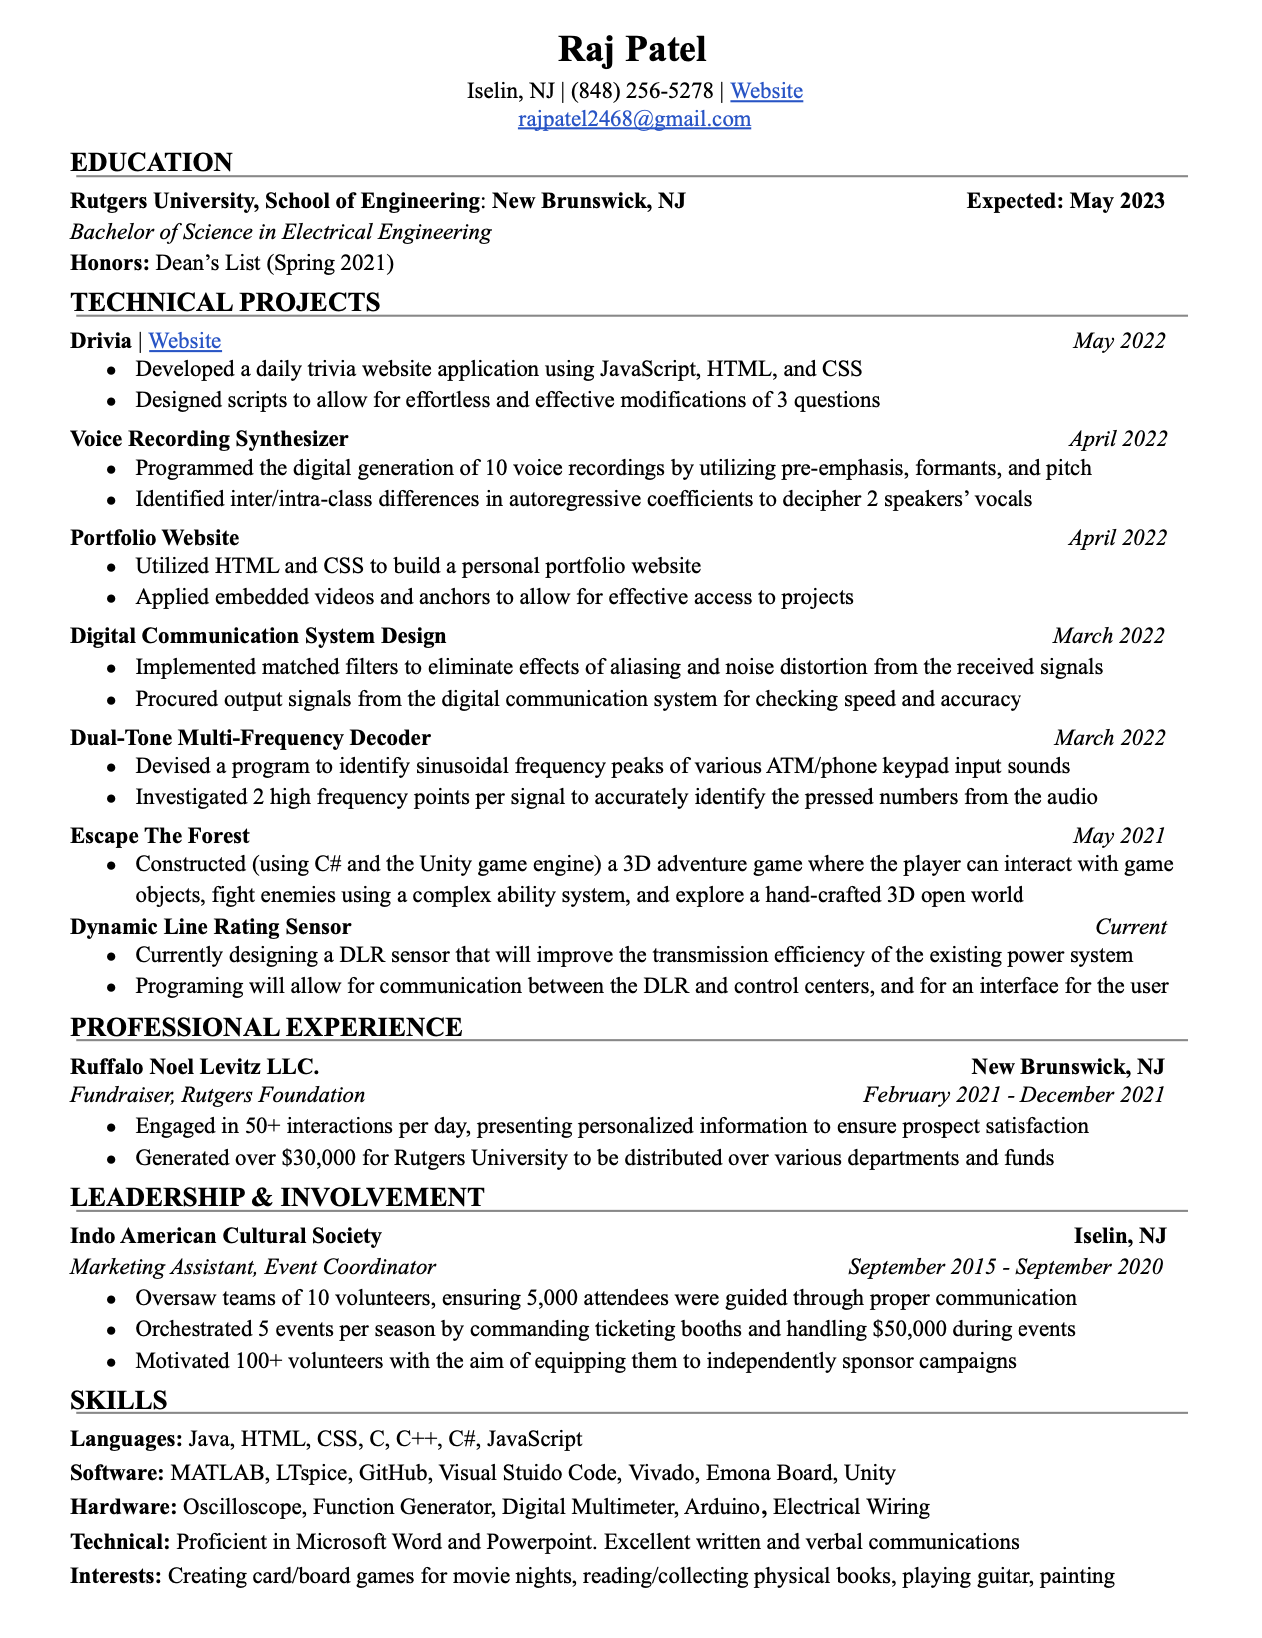 Raj Patel
Iselin, NJ | (848) 256-5278 | Website
rajpatel2468@gmail.com
EDUCATION
Rutgers University, School of Engineering: New Brunswick, NJ Expected: May 2023
Bachelor of Science in Electrical Engineering
Honors: Dean’s List (Spring 2021)
TECHNICAL PROJECTS
Drivia | Website May 2022
● Developed a daily trivia website application using JavaScript, HTML, and CSS
● Designed scripts to allow for effortless and effective modifications of 3 questions
Voice Recording Synthesizer April 2022
● Programmed the digital generation of 10 voice recordings by utilizing pre-emphasis, formants, and pitch
● Identified inter/intra-class differences in autoregressive coefficients to decipher 2 speakers’ vocals
Portfolio Website April 2022
● Utilized HTML and CSS to build a personal portfolio website
● Applied embedded videos and anchors to allow for effective access to projects
Digital Communication System Design March 2022
● Implemented matched filters to eliminate effects of aliasing and noise distortion from the received signals
● Procured output signals from the digital communication system for checking speed and accuracy
Dual-Tone Multi-Frequency Decoder March 2022
● Devised a program to identify sinusoidal frequency peaks of various ATM/phone keypad input sounds
● Investigated 2 high frequency points per signal to accurately identify the pressed numbers from the audio
Escape The Forest May 2021
● Constructed (using C# and the Unity game engine) a 3D adventure game where the player can interact with game
objects, fight enemies using a complex ability system, and explore a hand-crafted 3D open world
Dynamic Line Rating Sensor Current
● Currently designing a DLR sensor that will improve the transmission efficiency of the existing power system
● Programing will allow for communication between the DLR and control centers, and for an interface for the user
PROFESSIONAL EXPERIENCE
Ruffalo Noel Levitz LLC. New Brunswick, NJ
Fundraiser, Rutgers Foundation February 2021 - December 2021
● Engaged in 50+ interactions per day, presenting personalized information to ensure prospect satisfaction
● Generated over $30,000 for Rutgers University to be distributed over various departments and funds
LEADERSHIP & INVOLVEMENT
Indo American Cultural Society Iselin, NJ
Marketing Assistant, Event Coordinator September 2015 - September 2020
● Oversaw teams of 10 volunteers, ensuring 5,000 attendees were guided through proper communication
● Orchestrated 5 events per season by commanding ticketing booths and handling $50,000 during events
● Motivated 100+ volunteers with the aim of equipping them to independently sponsor campaigns
SKILLS
Languages: Java, HTML, CSS, C, C++, C#, JavaScript
Software: MATLAB, LTspice, GitHub, Visual Stuido Code, Vivado, Emona Board, Unity
Hardware: Oscilloscope, Function Generator, Digital Multimeter, Arduino, Electrical Wiring
Technical: Proficient in Microsoft Word and Powerpoint. Excellent written and verbal communications
Interests: Creating card/board games for movie nights, reading/collecting physical books, playing guitar, painting